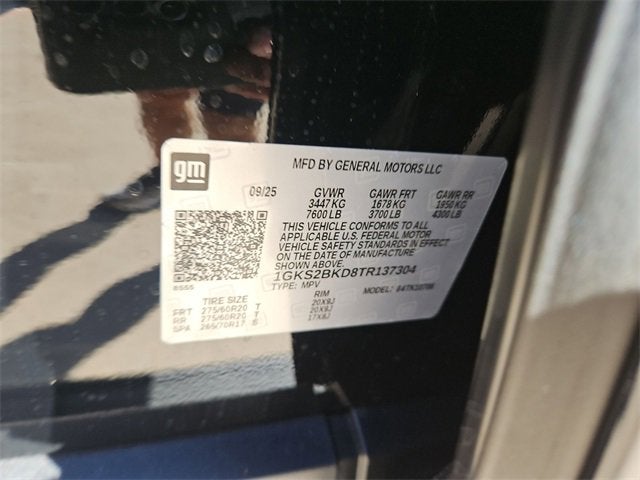 gm
MFD BY GENERAL MOTORS LLC
09/25 GVWR GAWR FRT GAWR RR
3447 KG 1678 KG 1950 KG
7600 LB 3700 LB 4300 LB
THIS VEHICLE CONFORMS TO ALL
APPLICABLE U.S. FEDERAL MOTOR
VEHICLE SAFETY STANDARDS IN EFFECT
ON THE DATE OF MANUFACTURE
SHOWN ABOVE.
1GKS2BKD8TR137304
TYPE: MPV MODEL:
TIRE SIZE RIM
FRT 275/60R20 T 20X9J
RR 275/60R20 T 20X9J
SPA 265/70R17 S 17X8J